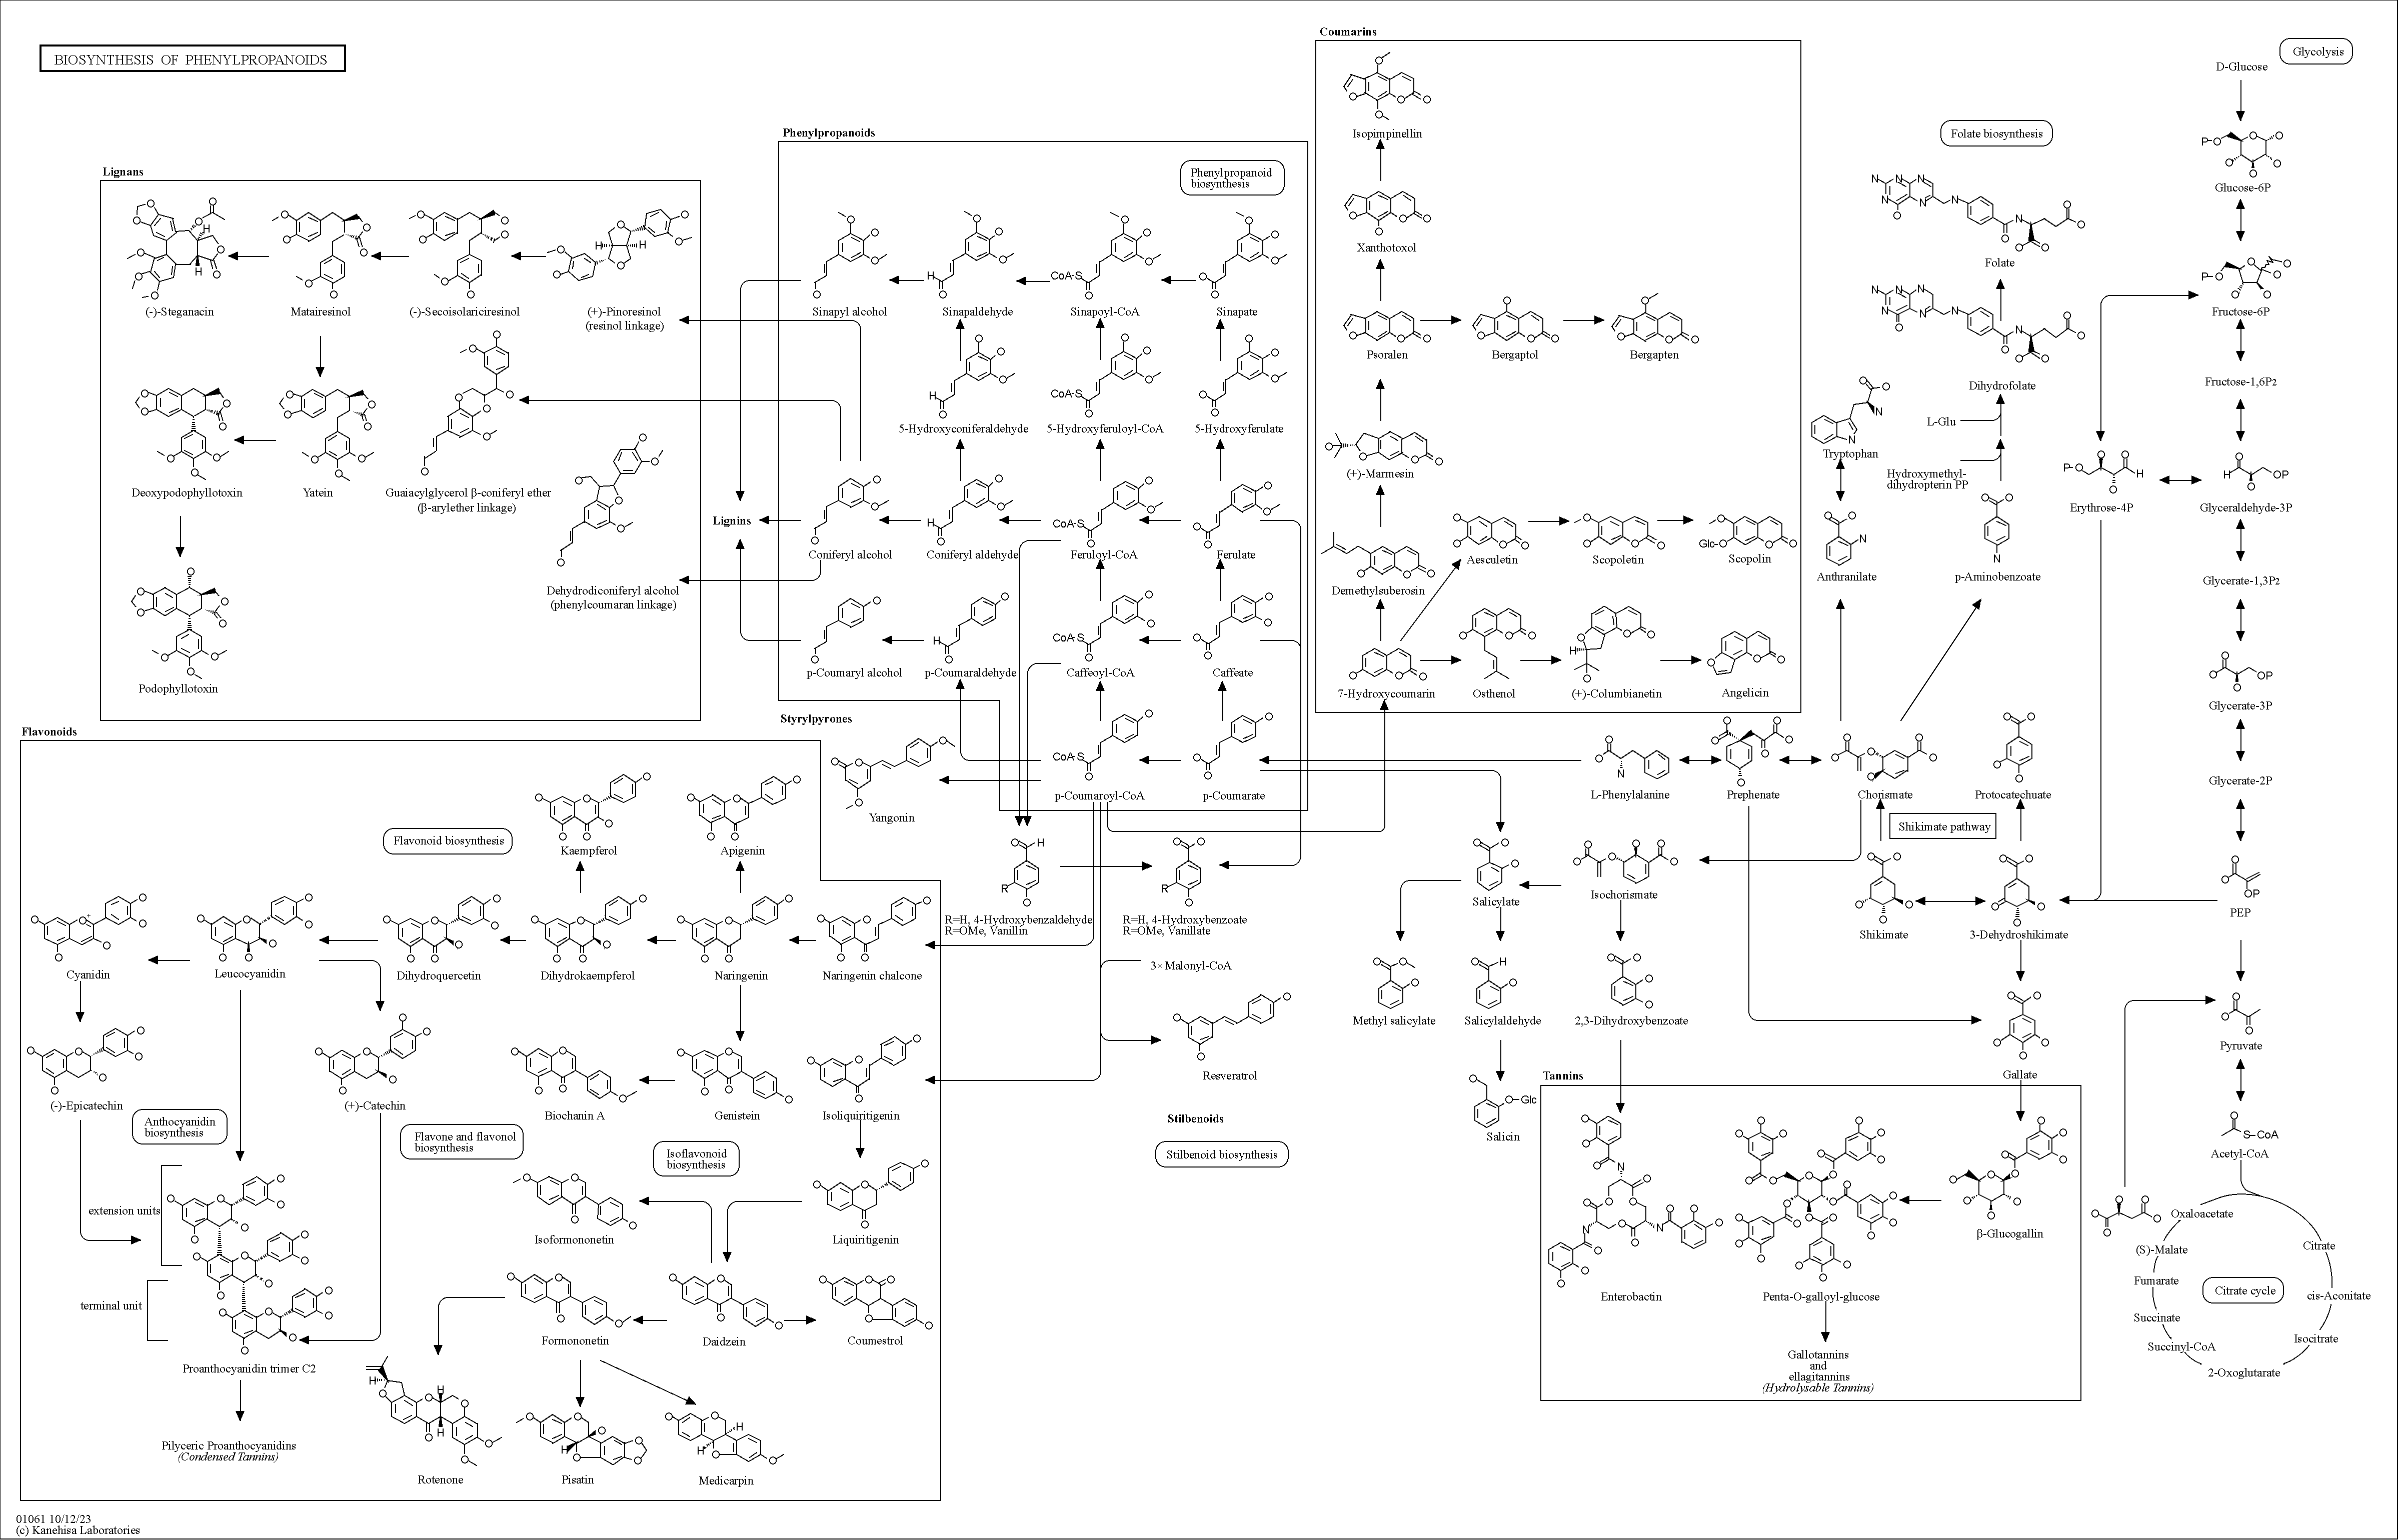 BIOSYNTHESIS OF PHENYLPROPANOIDS
Lignans
(-)-Steganacin
Matairesinol
(-)-Secoisolariciresinol
(+)-Pinoresinol
(resinol linkage)
Deoxypodophyllotoxin
Yatein
Guaiacylglycerol β-coniferyl ether
(β-arylether linkage)
Dehydrodiconiferyl alcohol
(phenylcoumaran linkage)
Podophyllotoxin
Phenylpropanoids
Phenylpropanoid
biosynthesis
Sinapyl alcohol
Sinapaldehyde
Sinapoyl-CoA
Sinapate
5-Hydroxyconiferaldehyde
5-Hydroxyferuloyl-CoA
5-Hydroxyferulate
Lignins
Coniferyl alcohol
Coniferyl aldehyde
Feruloyl-CoA
Ferulate
p-Coumaryl alcohol
p-Coumaraldehyde
Caffeoyl-CoA
Caffeate
p-Coumaroyl-CoA
p-Coumarate
Styrylpyrones
Yangonin
Coumarins
Isopimpinellin
Xanthotoxol
Psoralen
Bergaptol
Bergapten
(+)-Marmesin
Demethylsuberosin
Aesculetin
Scopoletin
Scopolin
7-Hydroxycoumarin
Osthenol
(+)-Columbianetin
Angelicin
Glycolysis
D-Glucose
Glucose-6P
Fructose-6P
Fructose-1,6P2
Glyceraldehyde-3P
Erythrose-4P
Glycerate-1,3P2
Glycerate-3P
Glycerate-2P
PEP
Pyruvate
Acetyl-CoA
Folate biosynthesis
Folate
Dihydrofolate
L-Glu
Hydroxymethyl-
dihydropterin PP
p-Aminobenzoate
Tryptophan
Anthranilate
L-Phenylalanine
Prephenate
Chorismate
Protocatechuate
Shikimate pathway
Isochorismate
Shikimate
3-Dehydroshikimate
Gallate
Salicylate
Methyl salicylate
Salicylaldehyde
2,3-Dihydroxybenzoate
Salicin
R=H, 4-Hydroxybenzaldehyde
R=OMe, Vanillin
R=H, 4-Hydroxybenzoate
R=OMe, Vanillate
3×Malonyl-CoA
Resveratrol
Stilbenoids
Stilbenoid biosynthesis
Tannins
Enterobactin
Penta-O-galloyl-glucose
β-Glucogallin
Gallotannins
and
ellagitannins
(Hydrolysable Tannins)
Oxaloacetate
(S)-Malate
Fumarate
Succinate
Succinyl-CoA
2-Oxoglutarate
Isocitrate
cis-Aconitate
Citrate
Citrate cycle
Flavonoids
Flavonoid biosynthesis
Kaempferol
Apigenin
Cyanidin
Leucocyanidin
Dihydroquercetin
Dihydrokaempferol
Naringenin
Naringenin chalcone
(-)-Epicatechin
(+)-Catechin
Biochanin A
Genistein
Isoliquiritigenin
Anthocyanidin
biosynthesis
Flavone and flavonol
biosynthesis
Isoflavonoid
biosynthesis
extension units
terminal unit
Isoformononetin
Liquiritigenin
Formononetin
Daidzein
Coumestrol
Proanthocyanidin trimer C2
Pilyceric Proanthocyanidins
(Condensed Tannins)
Rotenone
Pisatin
Medicarpin
01061 10/12/23
(c) Kanehisa Laboratories